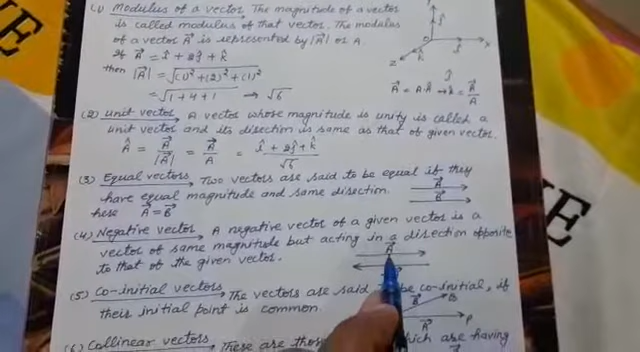 (1) Modulus of a vector The magnitude of a vector
is called modulus of that vector. The modulus
of a vector A⃗ is represented by |A⃗| or A.
If A⃗ = î + 2ĵ + k̂
then |A⃗| = √(1)²+(2)²+(1)²
= √1+4+1 → √6
A⃗ = A·Â → Â = A⃗/A
(2) unit vector → A vector whose magnitude is unity is called a
unit vector and its direction is same as that of given vector.
Â = A⃗/|A⃗| = A⃗/A = î + 2ĵ + k̂/√6
(3) Equal vectors → Two vectors are said to be equal if they
have equal magnitude and same direction.
A⃗
B⃗
here A⃗ = B⃗
(4) Negative vector → A negative vector of a given vector is a
vector of same magnitude but acting in a direction opposite
to that of the given vector.
A⃗
(5) Co-initial vectors → The vectors are said be co-initial, if
their initial point is common.
B⃗
A⃗ P
(6) Collinear vectors → These are those which are having